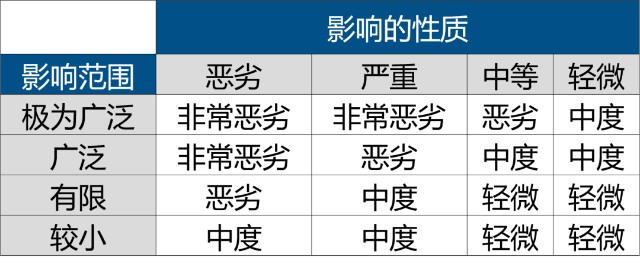 影响的性质
影响范围 恶劣 严重 中等 轻微
极为广泛 非常恶劣 非常恶劣 恶劣 中度
广泛 非常恶劣 恶劣 中度 中度
有限 恶劣 中度 轻微 轻微
较小 中度 中度 轻微 轻微